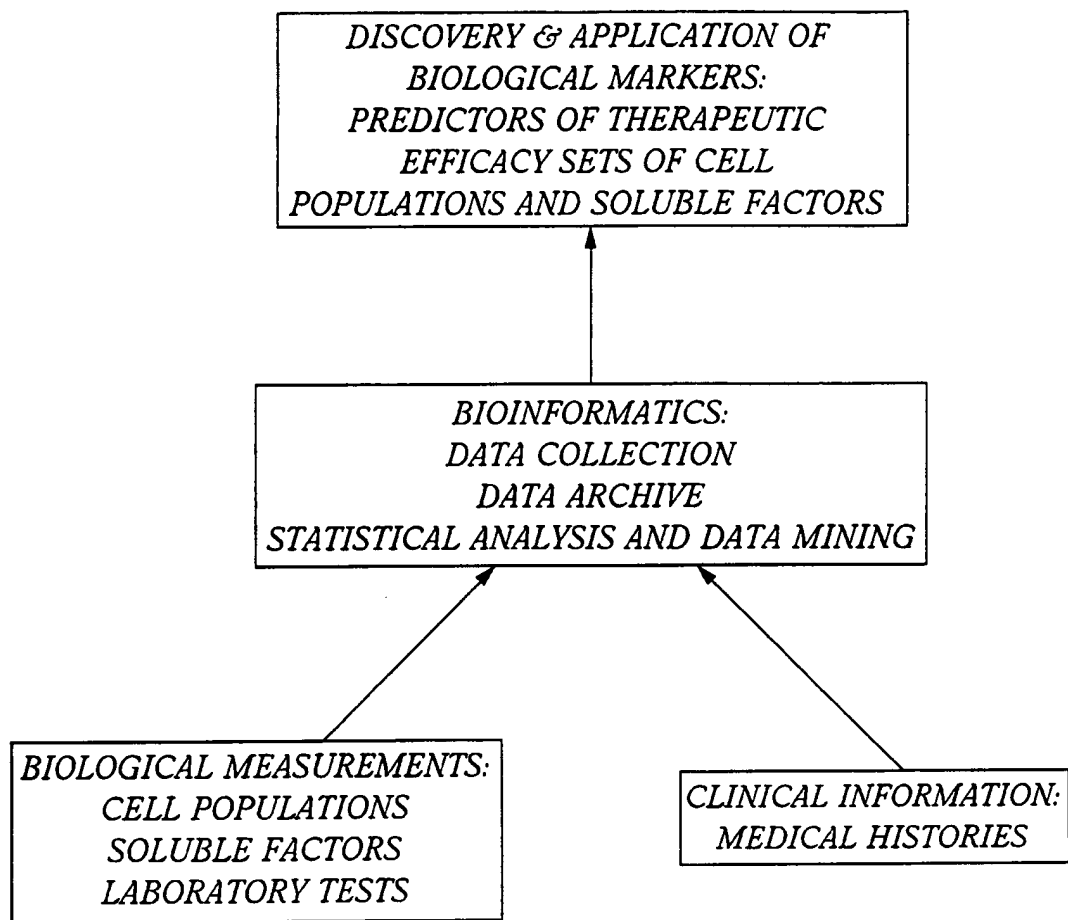 DISCOVERY & APPLICATION OF
BIOLOGICAL MARKERS:
PREDICTORS OF THERAPEUTIC
EFFICACY SETS OF CELL
POPULATIONS AND SOLUBLE FACTORS
BIOINFORMATICS:
DATA COLLECTION
DATA ARCHIVE
STATISTICAL ANALYSIS AND DATA MINING
BIOLOGICAL MEASUREMENTS:
CELL POPULATIONS
SOLUBLE FACTORS
LABORATORY TESTS
CLINICAL INFORMATION:
MEDICAL HISTORIES